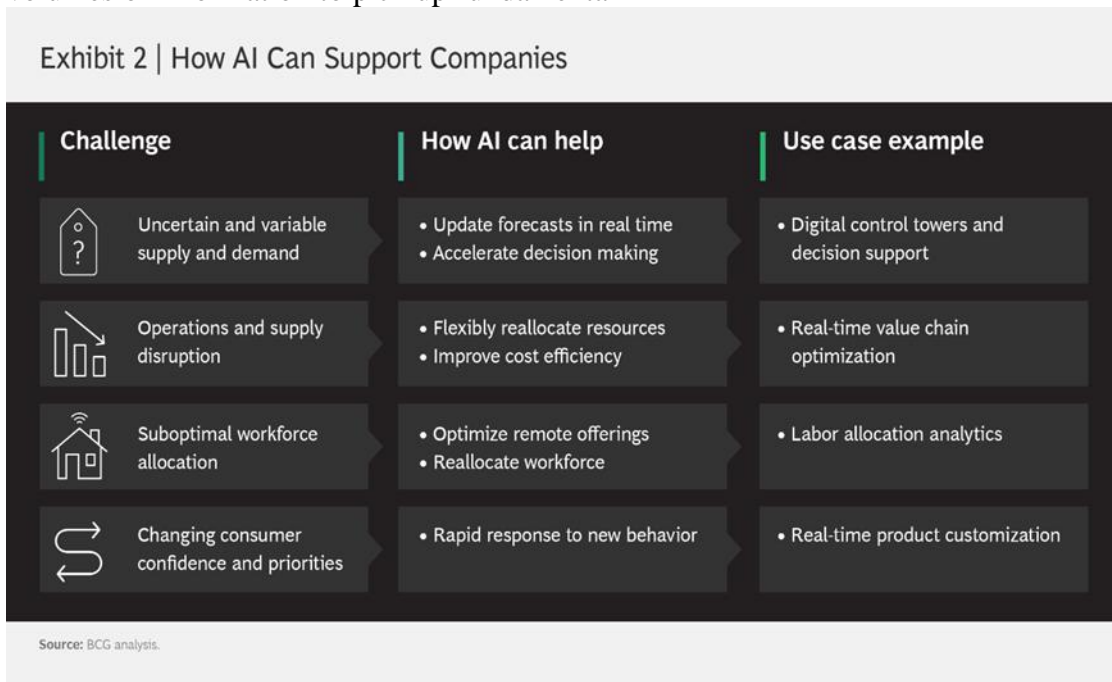 Exhibit 2 | How AI Can Support Companies
Challenge
How AI can help
Use case example
?
Uncertain and variable
supply and demand
• Update forecasts in real time
• Accelerate decision making
• Digital control towers and
decision support
Operations and supply
disruption
• Flexibly reallocate resources
• Improve cost efficiency
• Real-time value chain
optimization
Suboptimal workforce
allocation
• Optimize remote offerings
• Reallocate workforce
• Labor allocation analytics
Changing consumer
confidence and priorities
• Rapid response to new behavior
• Real-time product customization
Source: BCG analysis.